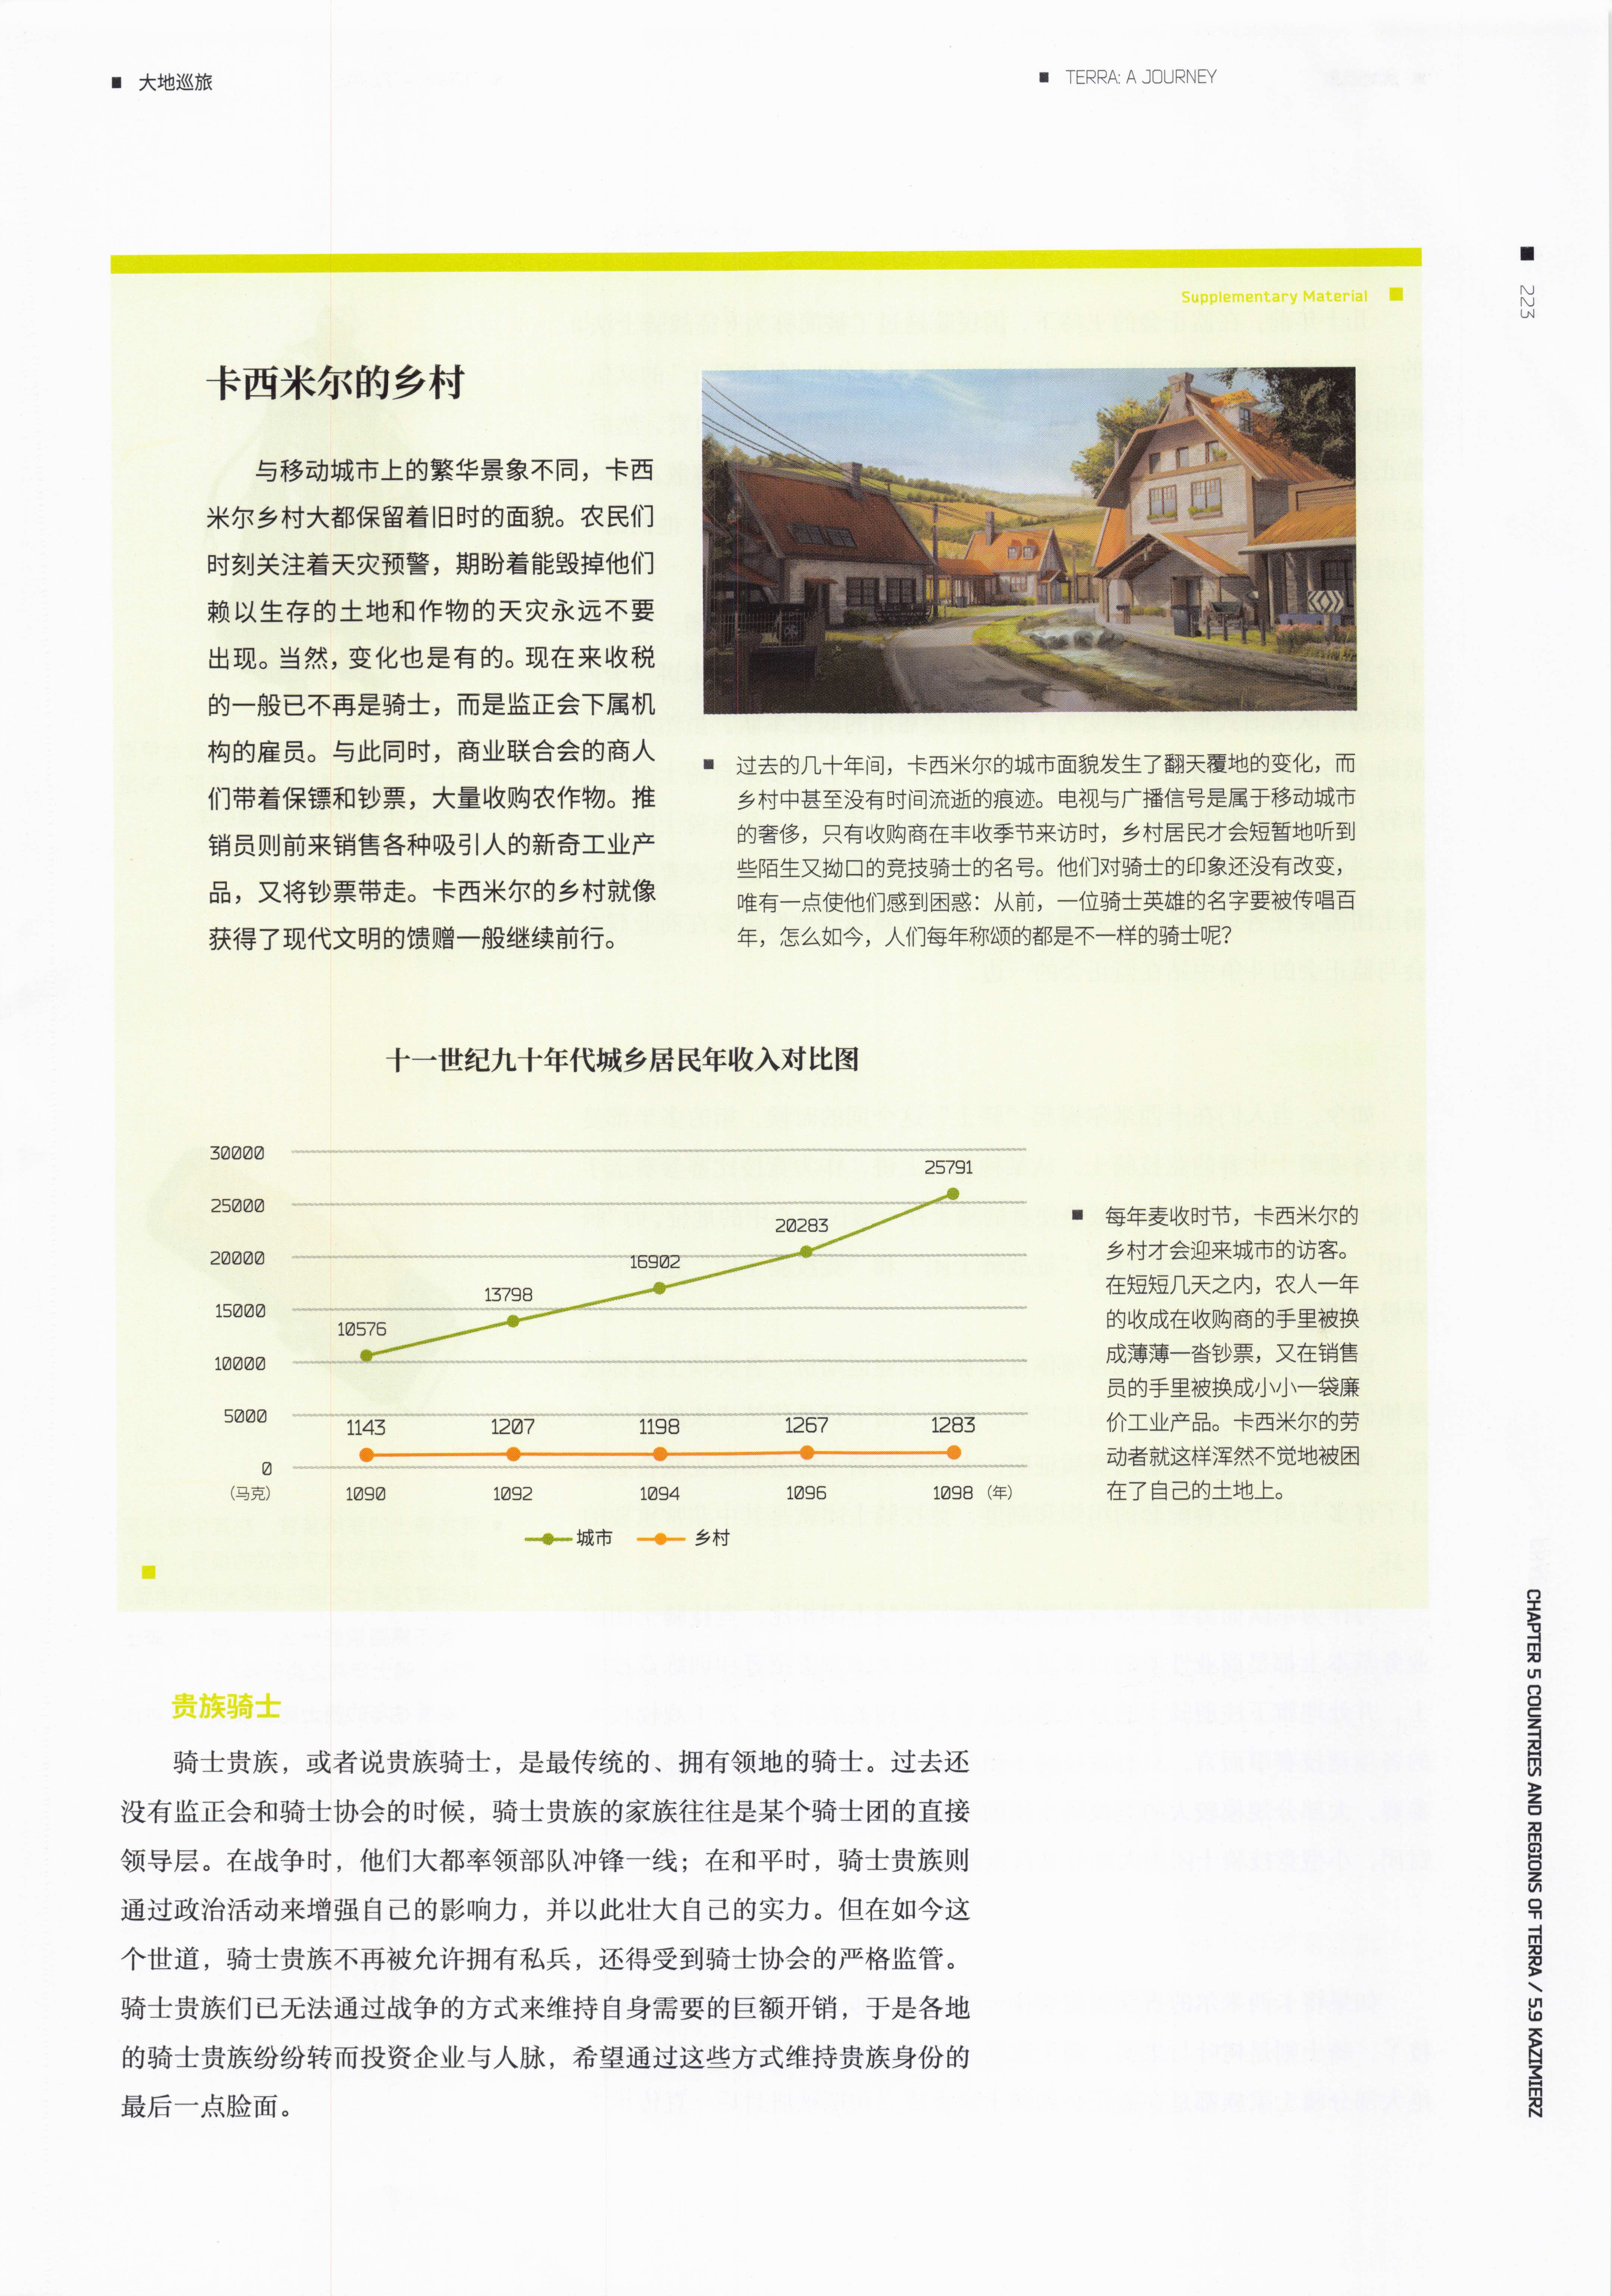 大地巡旅
TERRA: A JOURNEY
223
Supplementary Material
卡西米尔的乡村
与移动城市上的繁华景象不同，卡西
米尔乡村大都保留着旧时的面貌。农民们
时刻关注着天灾预警，期盼着能毁掉他们
赖以生存的土地和作物的天灾永远不要
出现。当然，变化也是有的。现在来收税
的一般已不再是骑士，而是监正会下属机
构的雇员。与此同时，商业联合会的商人
们带着保镖和钞票，大量收购农作物。推
销员则前来销售各种吸引人的新奇工业产
品，又将钞票带走。卡西米尔的乡村就像
获得了现代文明的馈赠一般继续前行。
过去的几十年间，卡西米尔的城市面貌发生了翻天覆地的变化，而
乡村中甚至没有时间流逝的痕迹。电视与广播信号是属于移动城市
的奢侈，只有收购商在丰收季节来访时，乡村居民才会短暂地听到
些陌生又拗口的竞技骑士的名号。他们对骑士的印象还没有改变，
唯有一点使他们感到困惑：从前，一位骑士英雄的名字要被传唱百
年，怎么如今，人们每年称颂的都是不一样的骑士呢？
十一世纪九十年代城乡居民年收入对比图
30000
25000
20000
15000
10000
5000
0
（马克）
10576
13798
16902
20283
25791
1143
1207
1198
1267
1283
1090
1092
1094
1096
1098（年）
城市
乡村
每年麦收时节，卡西米尔的
乡村才会迎来城市的访客。
在短短几天之内，农人一年
的收成在收购商的手里被换
成薄薄一沓钞票，又在销售
员的手里被换成小小一袋廉
价工业产品。卡西米尔的劳
动者就这样浑然不觉地被困
在了自己的土地上。
贵族骑士
骑士贵族，或者说贵族骑士，是最传统的、拥有领地的骑士。过去还
没有监正会和骑士协会的时候，骑士贵族的家族往往是某个骑士团的直接
领导层。在战争时，他们大都率领部队冲锋一线；在和平时，骑士贵族则
通过政治活动来增强自己的影响力，并以此壮大自己的实力。但在如今这
个世道，骑士贵族不再被允许拥有私兵，还得受到骑士协会的严格监管。
骑士贵族们已无法通过战争的方式来维持自身需要的巨额开销，于是各地
的骑士贵族纷纷转而投资企业与人脉，希望通过这些方式维持贵族身份的
最后一点脸面。
CHAPTER 5 COUNTRIES AND REGIONS OF TERRA / 5.9 KAZIMIERZ